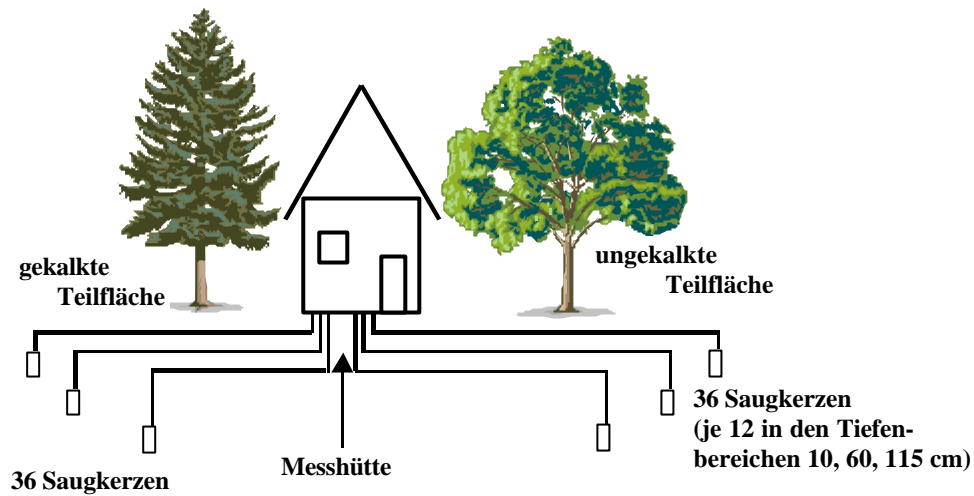 gekalkte
Teilfläche
ungekalkte
Teilfläche
36 Saugkerzen
(je 12 in den Tiefen-
bereichen 10, 60, 115 cm)
Messhütte
36 Saugkerzen